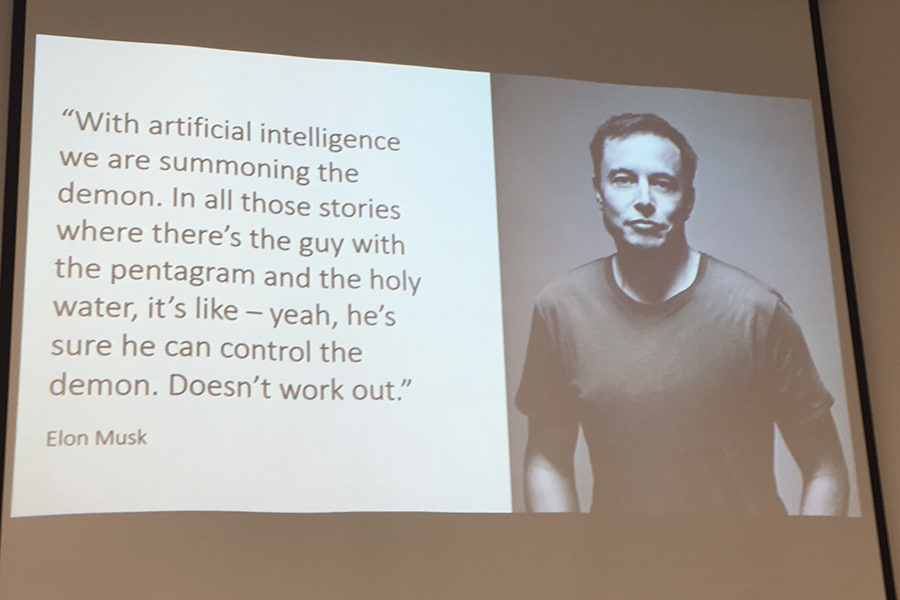 “With artificial intelligence
we are summoning the
demon. In all those stories
where there’s the guy with
the pentagram and the holy
water, it’s like – yeah, he’s
sure he can control the
demon. Doesn’t work out.”
Elon Musk